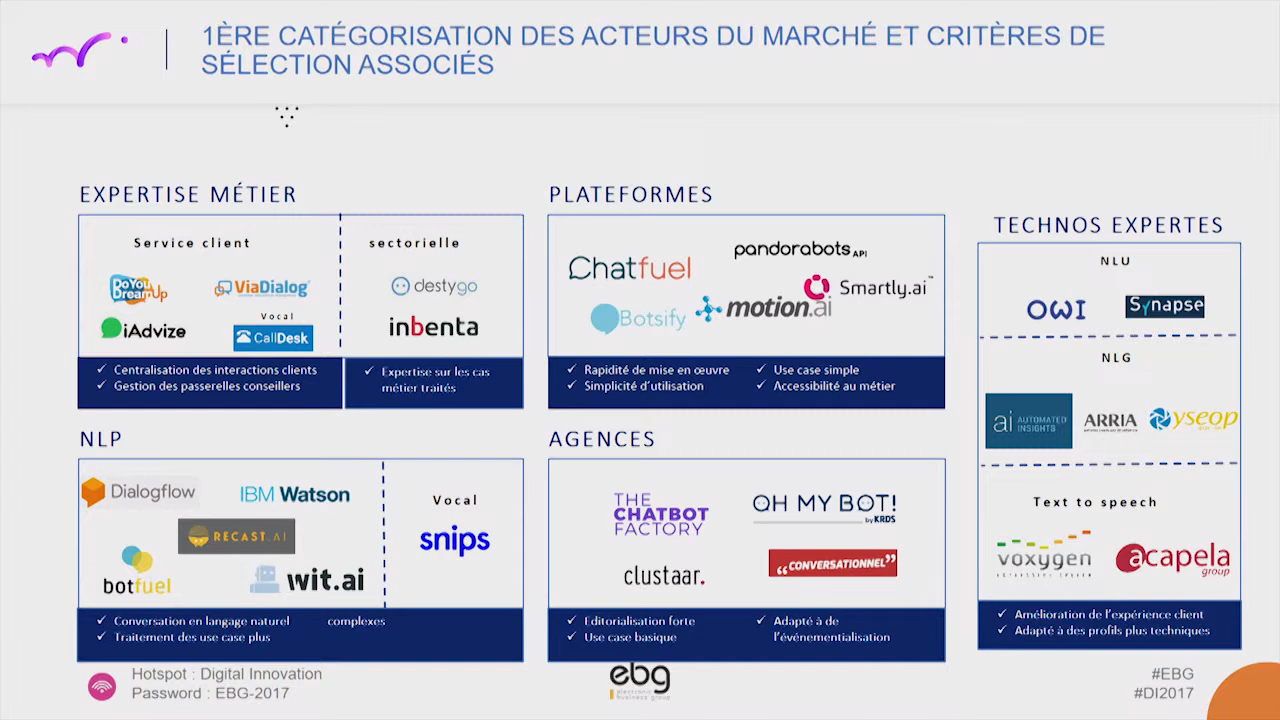 1ÈRE CATÉGORISATION DES ACTEURS DU MARCHÉ ET CRITÈRES DE
SÉLECTION ASSOCIÉS
EXPERTISE MÉTIER
Service client
sectorielle
DoYou
DreamUp
ViaDialog
Vocal
iAdvize
CallDesk
destygo
inbenta
✓ Centralisation des interactions clients
✓ Gestion des passerelles conseillers
✓ Expertise sur les cas
métier traités
PLATEFORMES
Chatfuel
pandorabots API
Smartly.ai™
Botsify
motion.ai
✓ Rapidité de mise en œuvre
✓ Simplicité d'utilisation
✓ Use case simple
✓ Accessibilité au métier
TECHNOS EXPERTES
NLU
OWI
Synapse
NLG
ai AUTOMATED
INSIGHTS
ARRIA
yseop
Text to speech
voxygen
acapela
group
✓ Amélioration de l'expérience client
✓ Adapté à des profils plus techniques
NLP
Dialogflow
IBM Watson
RECAST.AI
botfuel
wit.ai
Vocal
snips
✓ Conversation en langage naturel
✓ Traitement des use case plus
complexes
AGENCES
THE
CHATBOT
FACTORY
OH MY BOT!
by KRDS
clustaar.
“CONVERSATIONNEL”
✓ Editorialisation forte
✓ Use case basique
✓ Adapté à de
l'événementialisation
Hotspot : Digital Innovation
Password : EBG-2017
ebg
electronic
business group
#EBG
#DI2017